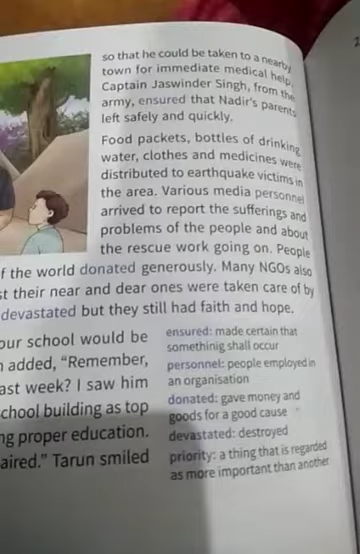 so that he could be taken to a nearby
town for immediate medical help.
Captain Jaswinder Singh, from the
army, ensured that Nadir's parents
left safely and quickly.
Food packets, bottles of drinking
water, clothes and medicines were
distributed to earthquake victims in
the area. Various media personnel
arrived to report the sufferings and
problems of the people and about
the rescue work going on. People
f the world donated generously. Many NGOs also
st their near and dear ones were taken care of by
devastated but they still had faith and hope.
our school would be
added, "Remember,
ast week? I saw him
chool building as top
ng proper education.
aired." Tarun smiled
ensured: made certain that
somethinig shall occur
personnel: people employed in
an organisation
donated: gave money and
goods for a good cause
devastated: destroyed
priority: a thing that is regarded
as more important than another